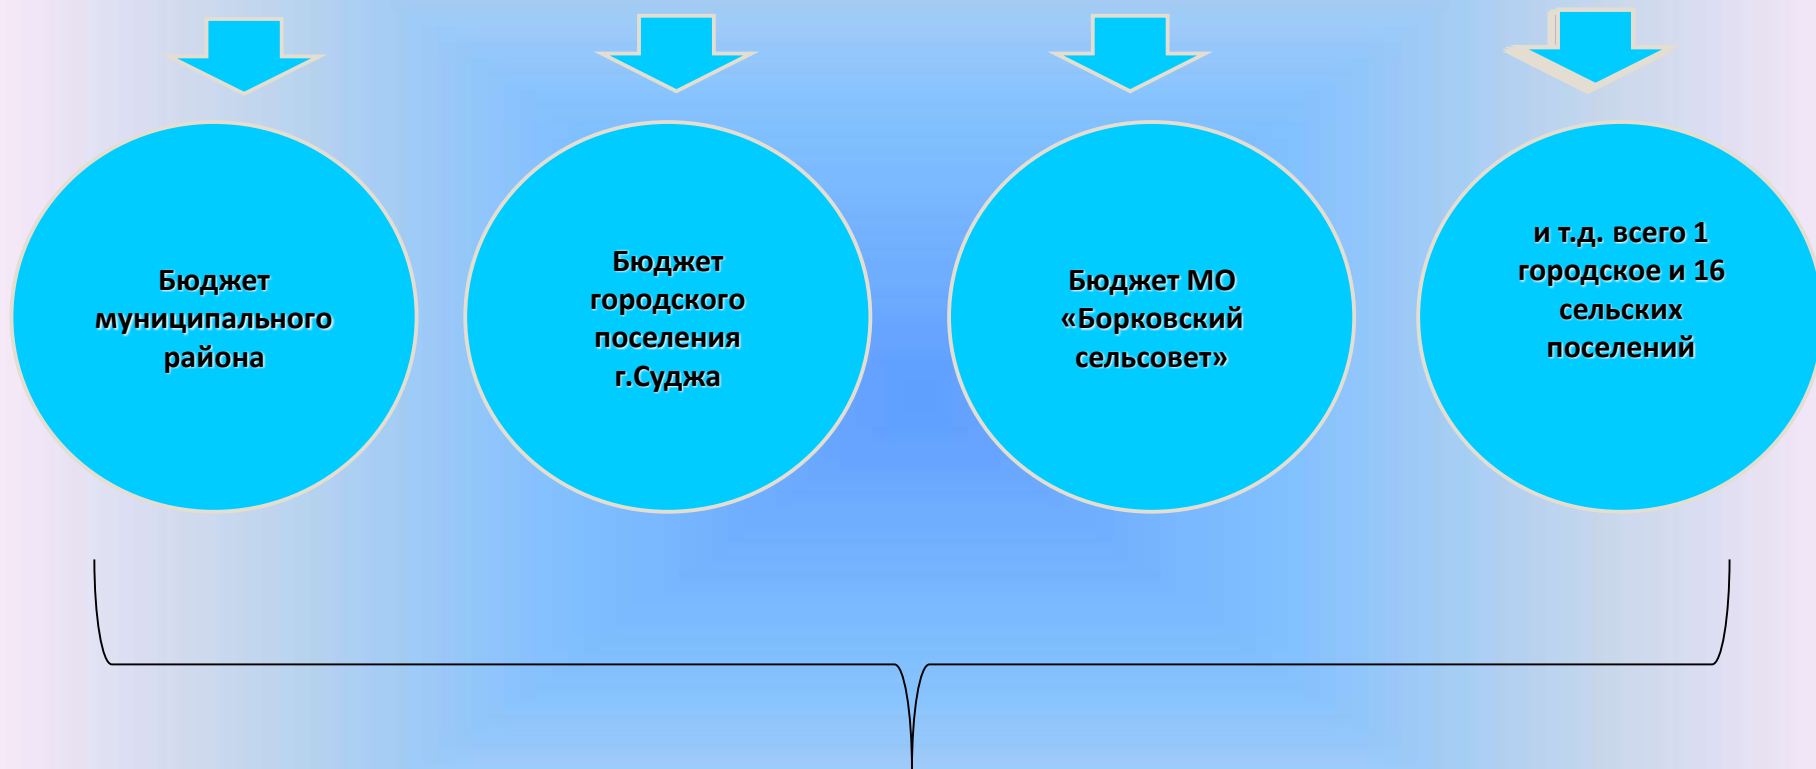 Бюджет
муниципального
района
Бюджет
городского
поселения
г.Суджа
Бюджет МО
«Борковский
сельсовет»
и т.д. всего 1
городское и 16
сельских
поселений